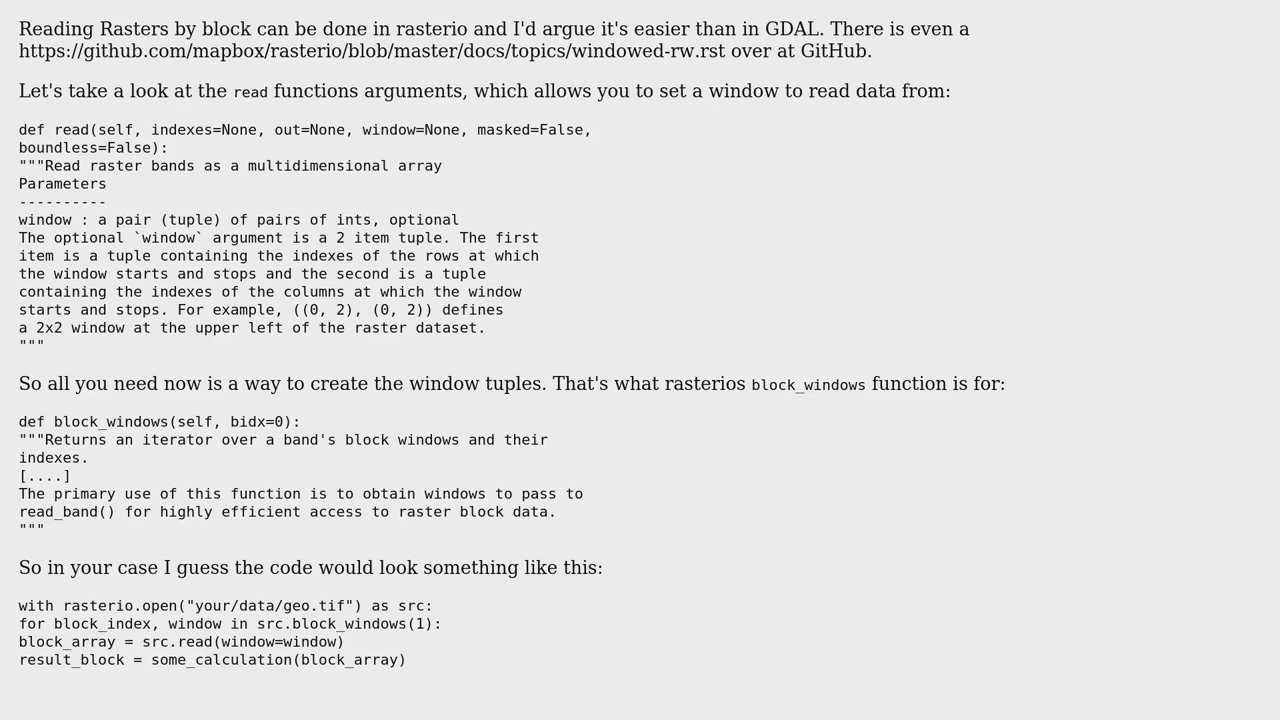 Reading Rasters by block can be done in rasterio and I'd argue it's easier than in GDAL. There is even a
https://github.com/mapbox/rasterio/blob/master/docs/topics/windowed-rw.rst over at GitHub.
Let's take a look at the read functions arguments, which allows you to set a window to read data from:
def read(self, indexes=None, out=None, window=None, masked=False,
boundless=False):
"""Read raster bands as a multidimensional array
Parameters
----------
window : a pair (tuple) of pairs of ints, optional
The optional `window` argument is a 2 item tuple. The first
item is a tuple containing the indexes of the rows at which
the window starts and stops and the second is a tuple
containing the indexes of the columns at which the window
starts and stops. For example, ((0, 2), (0, 2)) defines
a 2x2 window at the upper left of the raster dataset.
"""
So all you need now is a way to create the window tuples. That's what rasterios block_windows function is for:
def block_windows(self, bidx=0):
"""Returns an iterator over a band's block windows and their
indexes.
[....]
The primary use of this function is to obtain windows to pass to
read_band() for highly efficient access to raster block data.
"""
So in your case I guess the code would look something like this:
with rasterio.open("your/data/geo.tif") as src:
for block_index, window in src.block_windows(1):
block_array = src.read(window=window)
result_block = some_calculation(block_array)